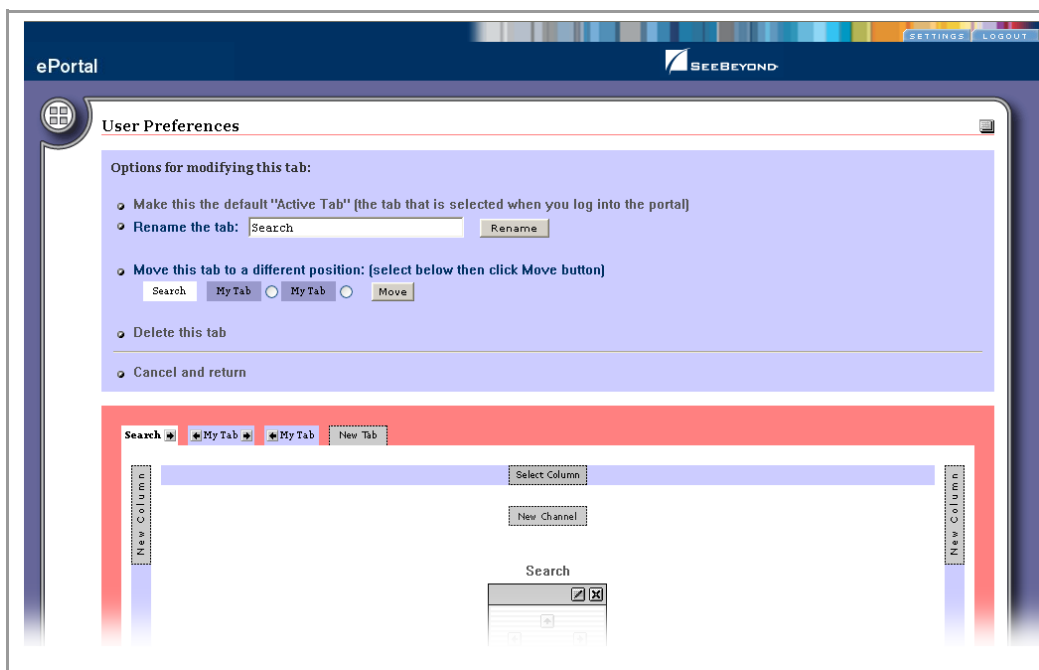 SETTINGS LOGOUT
ePortal SEEBEYOND
User Preferences
Options for modifying this tab:
Make this the default "Active Tab" (the tab that is selected when you log into the portal)
Rename the tab: Search Rename
Move this tab to a different position: (select below then click Move button)
Search My Tab My Tab Move
Delete this tab
Cancel and return
Search My Tab My Tab New Tab
New Column
Select Column
New Column
New Channel
Search